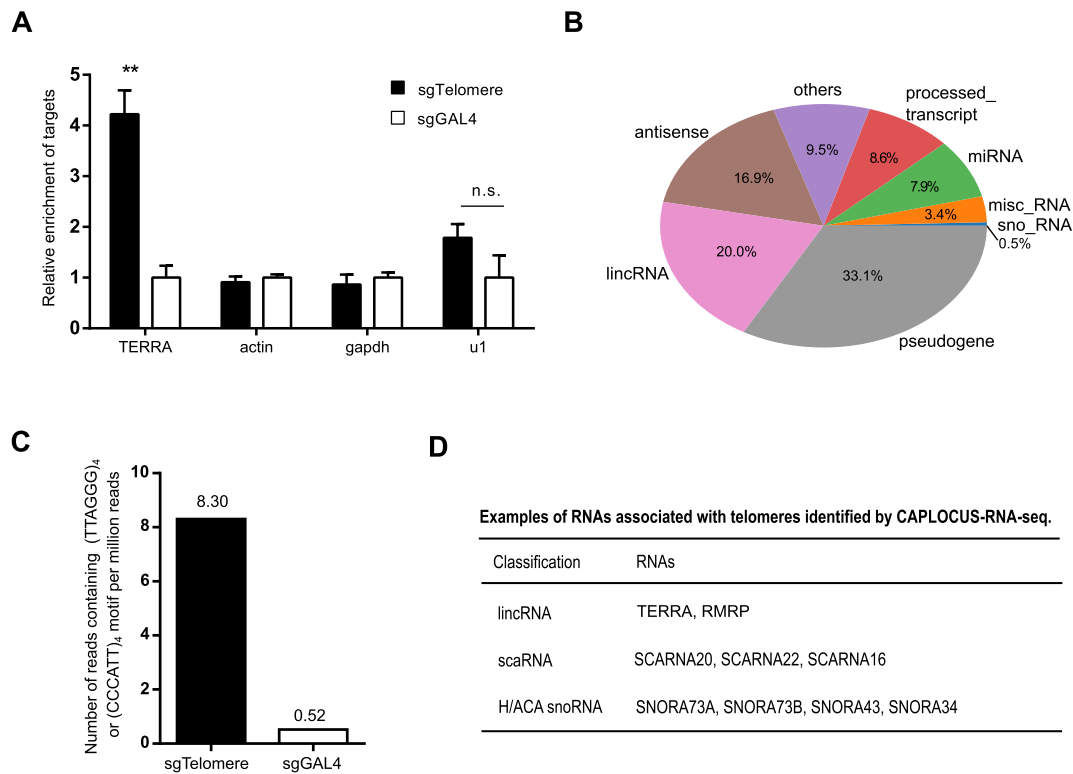 A
Relative enrichment of targets
5
4
3
2
1
0
**
n.s.
sgTelomere
sgGAL4
TERRA
actin
gapdh
u1
B
others
processed_
transcript
antisense
miRNA
misc_RNA
sno_RNA
lincRNA
pseudogene
9.5%
8.6%
16.9%
7.9%
3.4%
0.5%
20.0%
33.1%
C
Number of reads containing (TTAGGG)4
or (CCCATT)4 motif per million reads
10
8
6
4
2
0
8.30
0.52
sgTelomere
sgGAL4
D
Examples of RNAs associated with telomeres identified by CAPLOCUS-RNA-seq.
Classification RNAs
lincRNA TERRA, RMRP
scaRNA SCARNA20, SCARNA22, SCARNA16
H/ACA snoRNA SNORA73A, SNORA73B, SNORA43, SNORA34